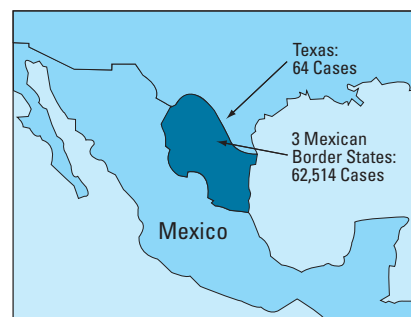 Texas:
64 Cases
3 Mexican
Border States:
62,514 Cases
Mexico